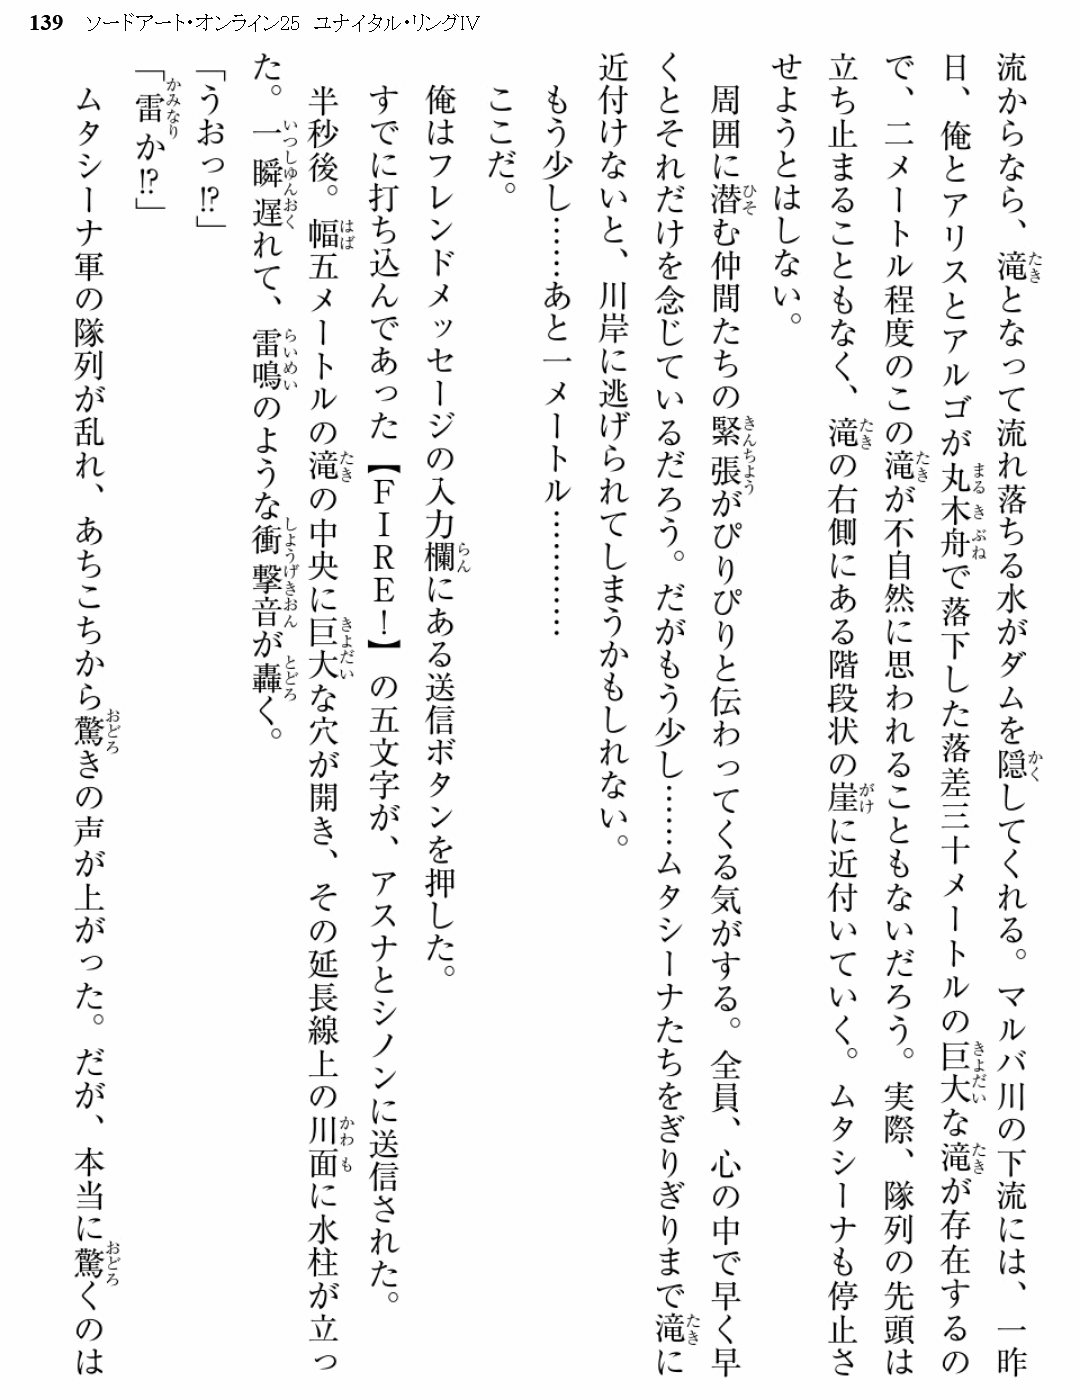 139 ソードアート・オンライン25 ユナイタル・リングIV
流からなら、滝となって流れ落ちる水がダムを隠してくれる。マルバ川の下流には、一昨
日、俺とアリスとアルゴが丸木舟で落下した落差三十メートルの巨大な滝が存在するの
で、二メートル程度のこの滝が不自然に思われることもないだろう。実際、隊列の先頭は
立ち止まることもなく、滝の右側にある階段状の崖に近付いていく。ムタシーナも停止さ
せようとはしない。
周囲に潜む仲間たちの緊張がぴりぴりと伝わってくる気がする。全員、心の中で早く早
くとそれだけを念じているだろう。だがもう少し……ムタシーナたちをぎりぎりまで滝に
近付けないと、川岸に逃げられてしまうかもしれない。
もう少し……あと一メートル…………
ここだ。
俺はフレンドメッセージの入力欄にある送信ボタンを押した。
すでに打ち込んであった【FIRE!】の五文字が、アスナとシノンに送信された。
半秒後。幅五メートルの滝の中央に巨大な穴が開き、その延長線上の川面に水柱が立っ
た。一瞬遅れて、雷鳴のような衝撃音が轟く。
「うおっ!?」
「雷か!?」
ムタシーナ軍の隊列が乱れ、あちこちから驚きの声が上がった。だが、本当に驚くのは